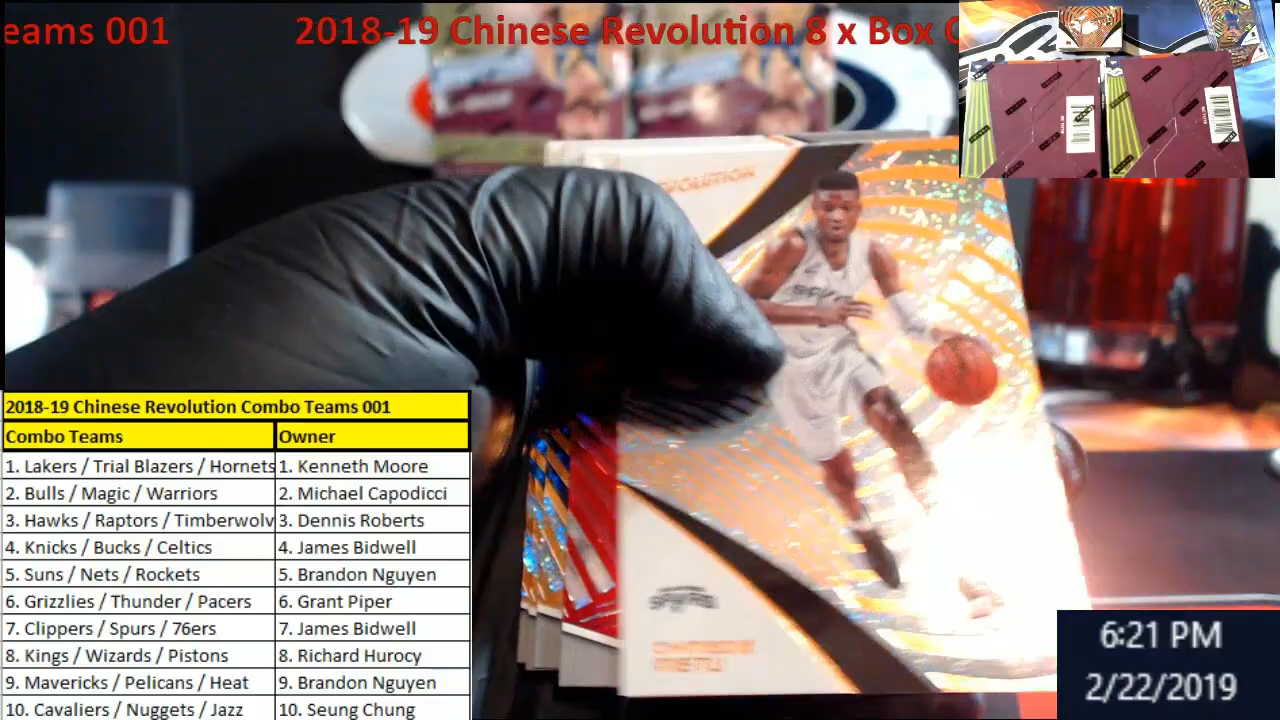 eams 001 2018-19 Chinese Revolution 8 x Box C
2018-19 Chinese Revolution Combo Teams 001
Combo Teams Owner
1. Lakers / Trial Blazers / Hornets 1. Kenneth Moore
2. Bulls / Magic / Warriors 2. Michael Capodicci
3. Hawks / Raptors / Timberwolv 3. Dennis Roberts
4. Knicks / Bucks / Celtics 4. James Bidwell
5. Suns / Nets / Rockets 5. Brandon Nguyen
6. Grizzlies / Thunder / Pacers 6. Grant Piper
7. Clippers / Spurs / 76ers 7. James Bidwell
8. Kings / Wizards / Pistons 8. Richard Hurocy
9. Mavericks / Pelicans / Heat 9. Brandon Nguyen
10. Cavaliers / Nuggets / Jazz 10. Seung Chung
6:21 PM
2/22/2019